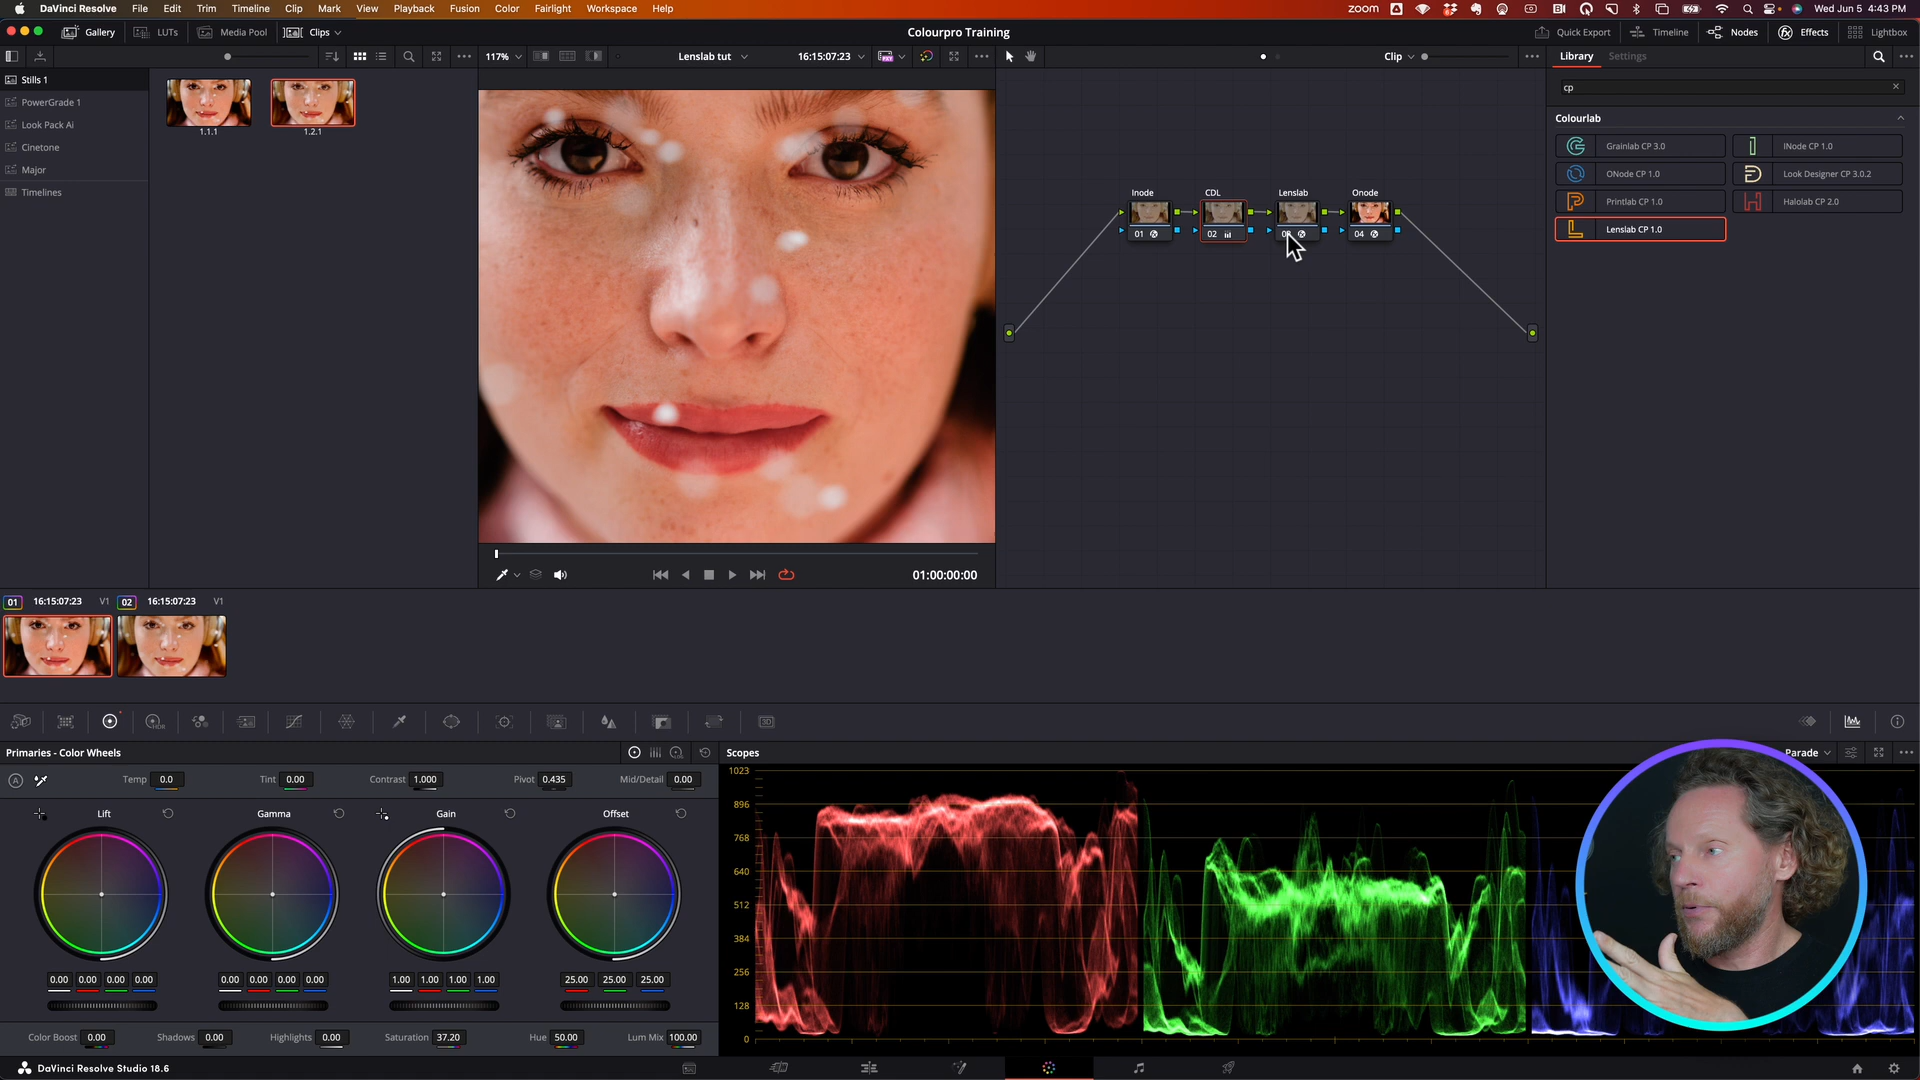 DaVinci Resolve File Edit Trim Timeline Clip Mark View Playback Fusion Color Fairlight Workspace Help zoom Wed Jun 5 4:43 PM
Gallery LUTs Media Pool Clips Colourpro Training Quick Export Timeline Nodes Effects Lightbox
117% Lenslab tut 16:15:07:23 Clip Library Settings
Stills 1
PowerGrade 1
Look Pack Ai
Cinetone
Major
Timelines
1.1.1 1.2.1
Inode CDL Lenslab Onode
01 02 04
cp
Colourlab
Grainlab CP 3.0 INode CP 1.0
ONode CP 1.0 Look Designer CP 3.0.2
Printlab CP 1.0 Halolab CP 2.0
Lenslab CP 1.0
01:00:00:00
01 16:15:07:23 V1 02 16:15:07:23 V1
HDR
3D
Primaries - Color Wheels
Scopes Parade
A Temp 0.0 Tint 0.00 Contrast 1.000 Pivot 0.435 Mid/Detail 0.00
Lift Gamma Gain Offset
0.00 0.00 0.00 0.00 0.00 0.00 0.00 0.00 1.00 1.00 1.00 1.00 25.00 25.00 25.00
Color Boost 0.00 Shadows 0.00 Highlights 0.00 Saturation 37.20 Hue 50.00 Lum Mix 100.00
1023
896
768
640
512
384
256
128
0
DaVinci Resolve Studio 18.6